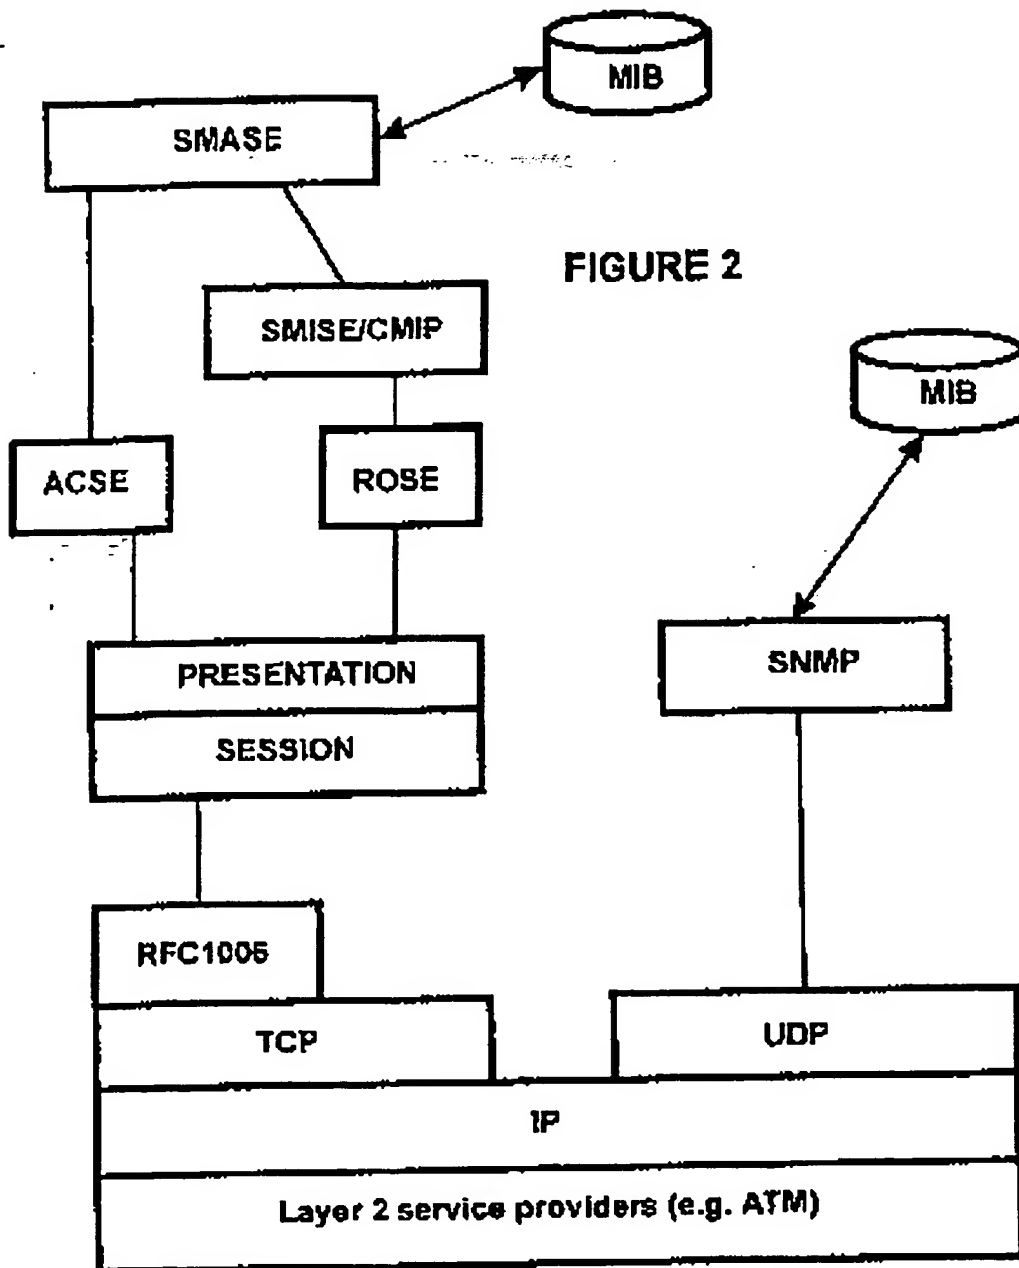 MIB
SMASE
FIGURE 2
SMISE/CMIP
MIB
ACSE
ROSE
PRESENTATION
SNMP
SESSION
RFC1006
TCP
UDP
IP
Layer 2 service providers (e.g. ATM)